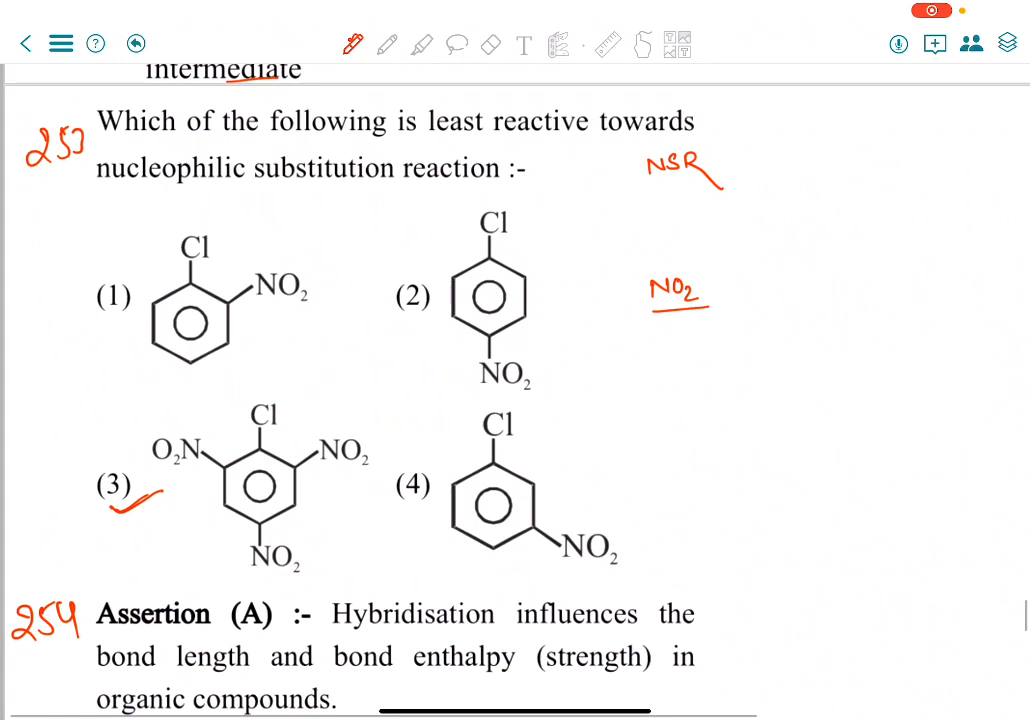 intermediate
253 Which of the following is least reactive towards
nucleophilic substitution reaction :-
NSR
(1)
Cl
NO2
(2)
Cl
NO2
NO2
(3)
Cl
O2N
NO2
NO2
(4)
Cl
NO2
254 Assertion (A) :- Hybridisation influences the
bond length and bond enthalpy (strength) in
organic compounds.